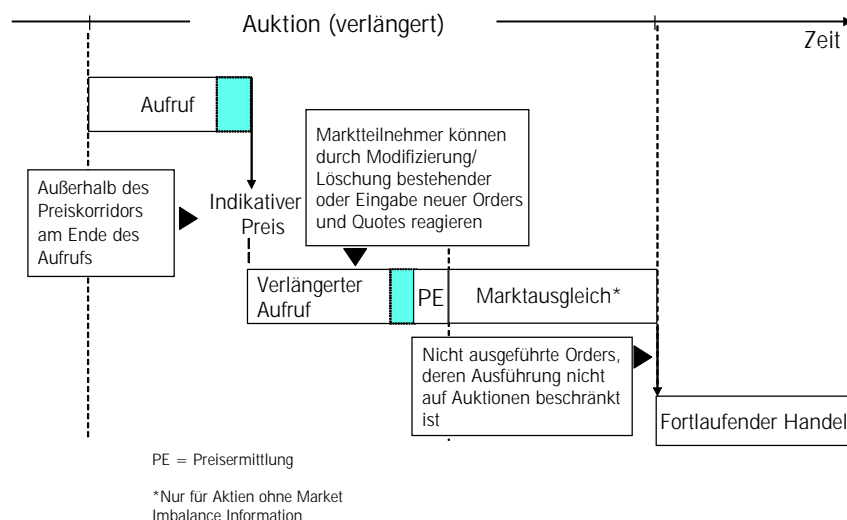 Auktion (verlängert)
Zeit
Aufruf
Marktteilnehmer können
durch Modifizierung/
Löschung bestehender
oder Eingabe neuer Orders
und Quotes reagieren
Außerhalb des
Preiskorridors
am Ende des
Aufrufs
Indikativer
Preis
Verlängerter
Aufruf
PE
Marktausgleich*
Nicht ausgeführte Orders,
deren Ausführung nicht
auf Auktionen beschränkt
ist
Fortlaufender Handel
PE = Preisermittlung
*Nur für Aktien ohne Market
Imbalance Information